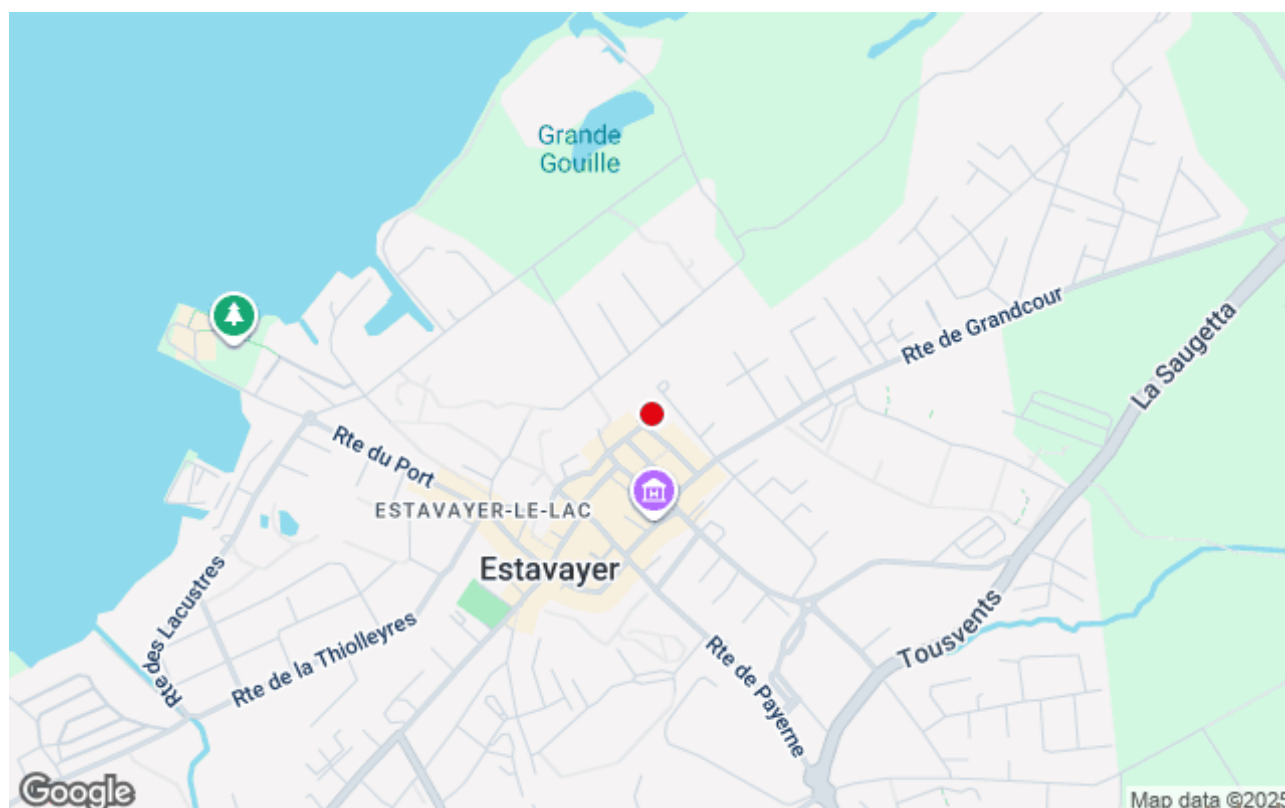 Grande
Gouille
Rte de Grandcour
La Saugetta
Rte du Port
ESTAVAYER-LE-LAC
Estavayer
Rte des Lacustres
Rte de la Thiolleyres
Tousvents
Rte de Payerne
Google
Map data ©2025